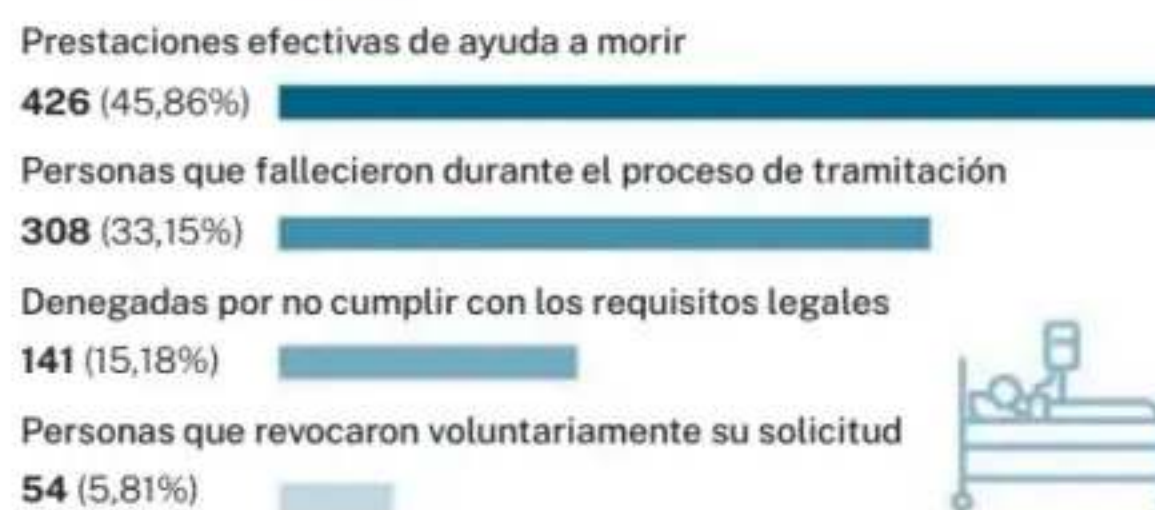 Prestaciones efectivas de ayuda a morir
426 (45,86%)
Personas que fallecieron durante el proceso de tramitación
308 (33,15%)
Denegadas por no cumplir con los requisitos legales
141 (15,18%)
Personas que revocaron voluntariamente su solicitud
54 (5,81%)